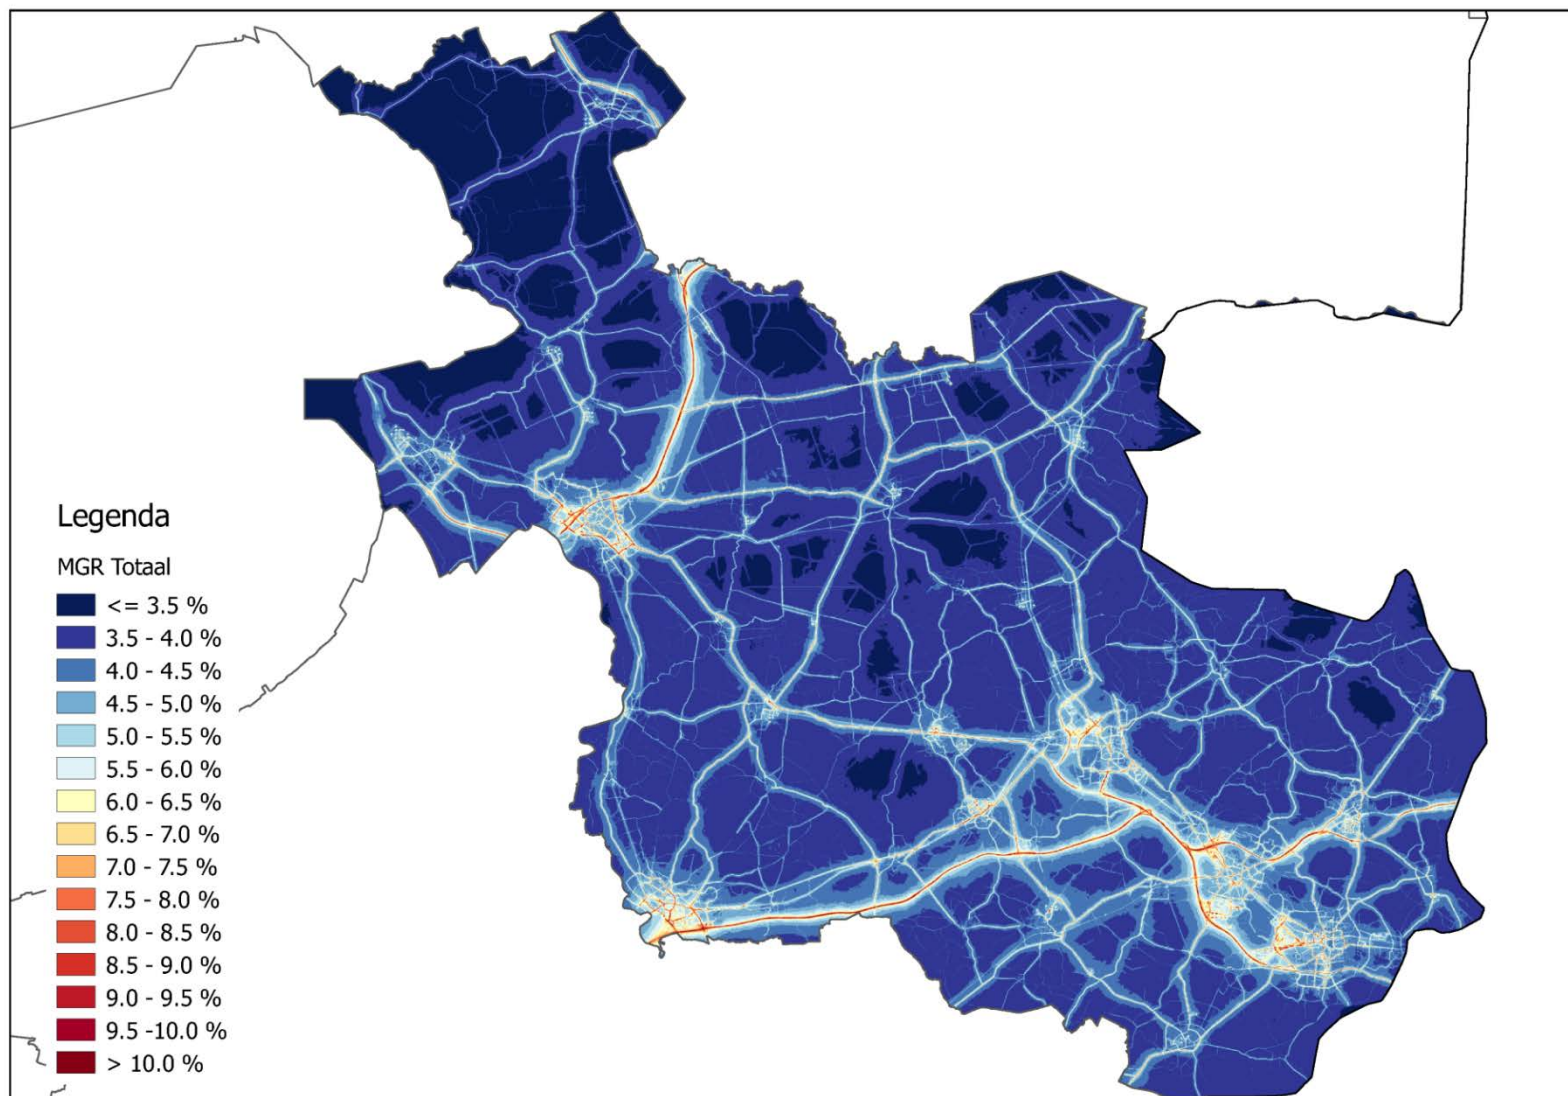 Legenda
MGR Totaal
<= 3.5 %
3.5 - 4.0 %
4.0 - 4.5 %
4.5 - 5.0 %
5.0 - 5.5 %
5.5 - 6.0 %
6.0 - 6.5 %
6.5 - 7.0 %
7.0 - 7.5 %
7.5 - 8.0 %
8.0 - 8.5 %
8.5 - 9.0 %
9.0 - 9.5 %
9.5 -10.0 %
> 10.0 %